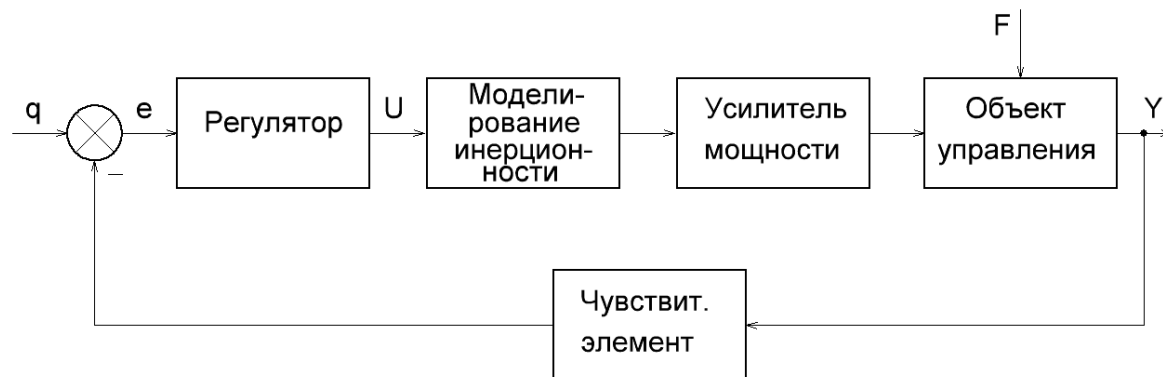 F
q
e
Регулятор
U
Модели-
рование
инерцион-
ности
Усилитель
мощности
Объект
управления
Y
–
Чувствит.
элемент